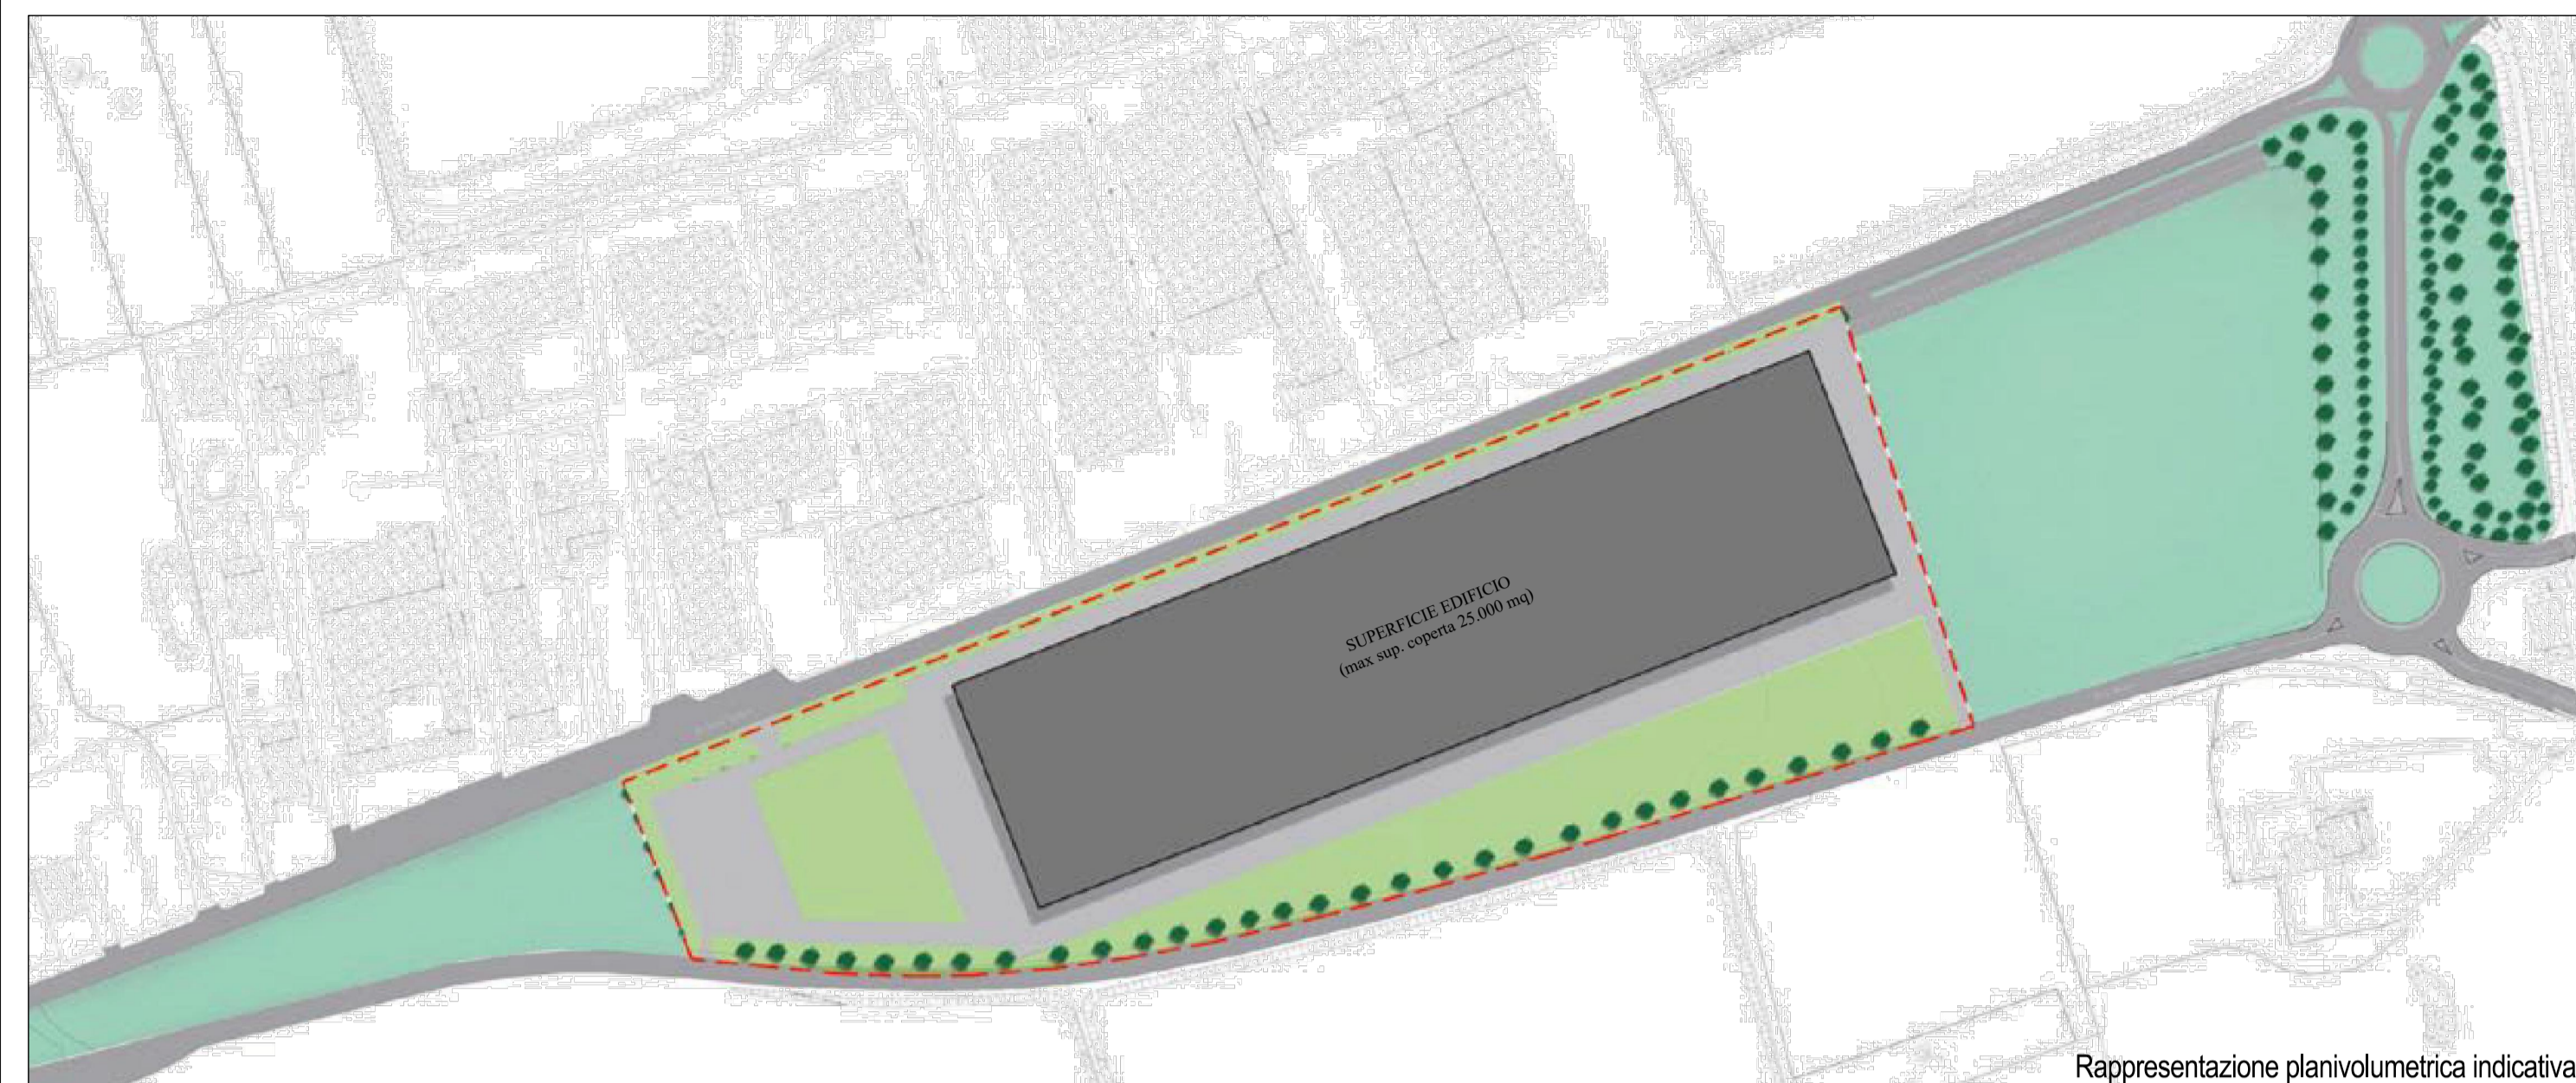 SUPERFICIE EDIFICIO
(max sup. coperta 25.000 mq)
Rappresentazione planivolumetrica indicativa